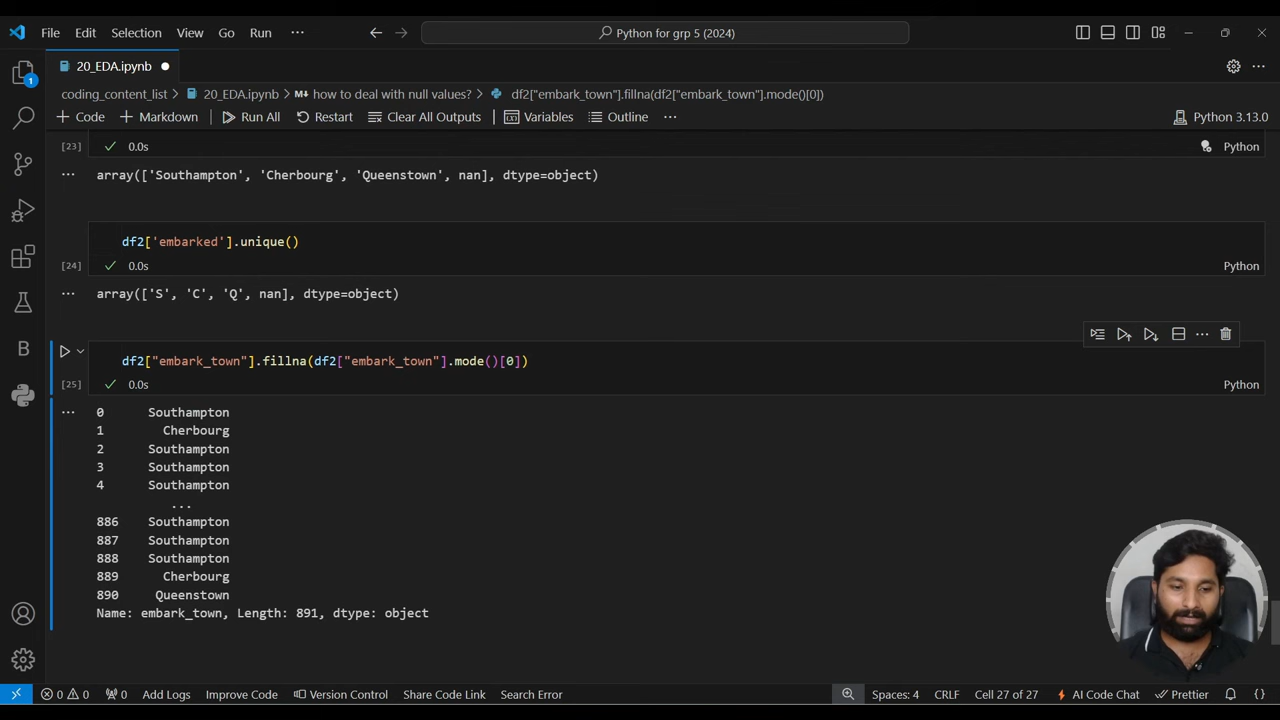 File Edit Selection View Go Run ··· Python for grp 5 (2024)
20_EDA.ipynb
coding_content_list > 20_EDA.ipynb > how to deal with null values? > df2["embark_town"].fillna(df2["embark_town"].mode()[0])
+ Code + Markdown Run All Restart Clear All Outputs Variables Outline ··· Python 3.13.0
[23] 0.0s Python
array(['Southampton', 'Cherbourg', 'Queenstown', nan], dtype=object)
df2['embarked'].unique()
[24] 0.0s Python
array(['S', 'C', 'Q', nan], dtype=object)
df2["embark_town"].fillna(df2["embark_town"].mode()[0])
[25] 0.0s Python
0 Southampton
1 Cherbourg
2 Southampton
3 Southampton
4 Southampton
...
886 Southampton
887 Southampton
888 Southampton
889 Cherbourg
890 Queenstown
Name: embark_town, Length: 891, dtype: object
1
B
0 0 0 Add Logs Improve Code Version Control Share Code Link Search Error Spaces: 4 CRLF Cell 27 of 27 AI Code Chat Prettier